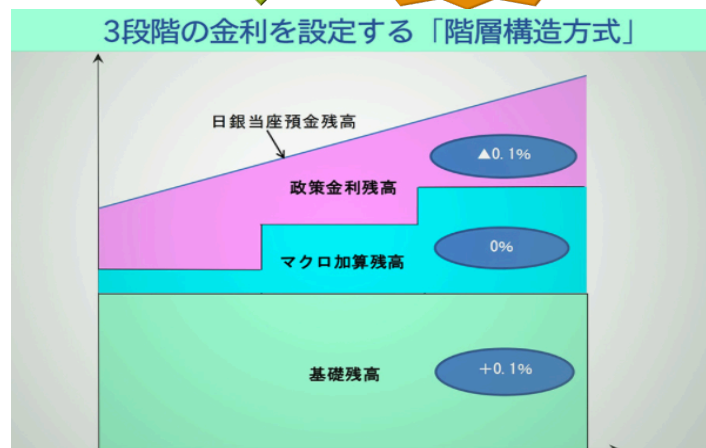 3段階の金利を設定する「階層構造方式」
日銀当座預金残高
▲0.1%
政策金利残高
0%
マクロ加算残高
+0.1%
基礎残高